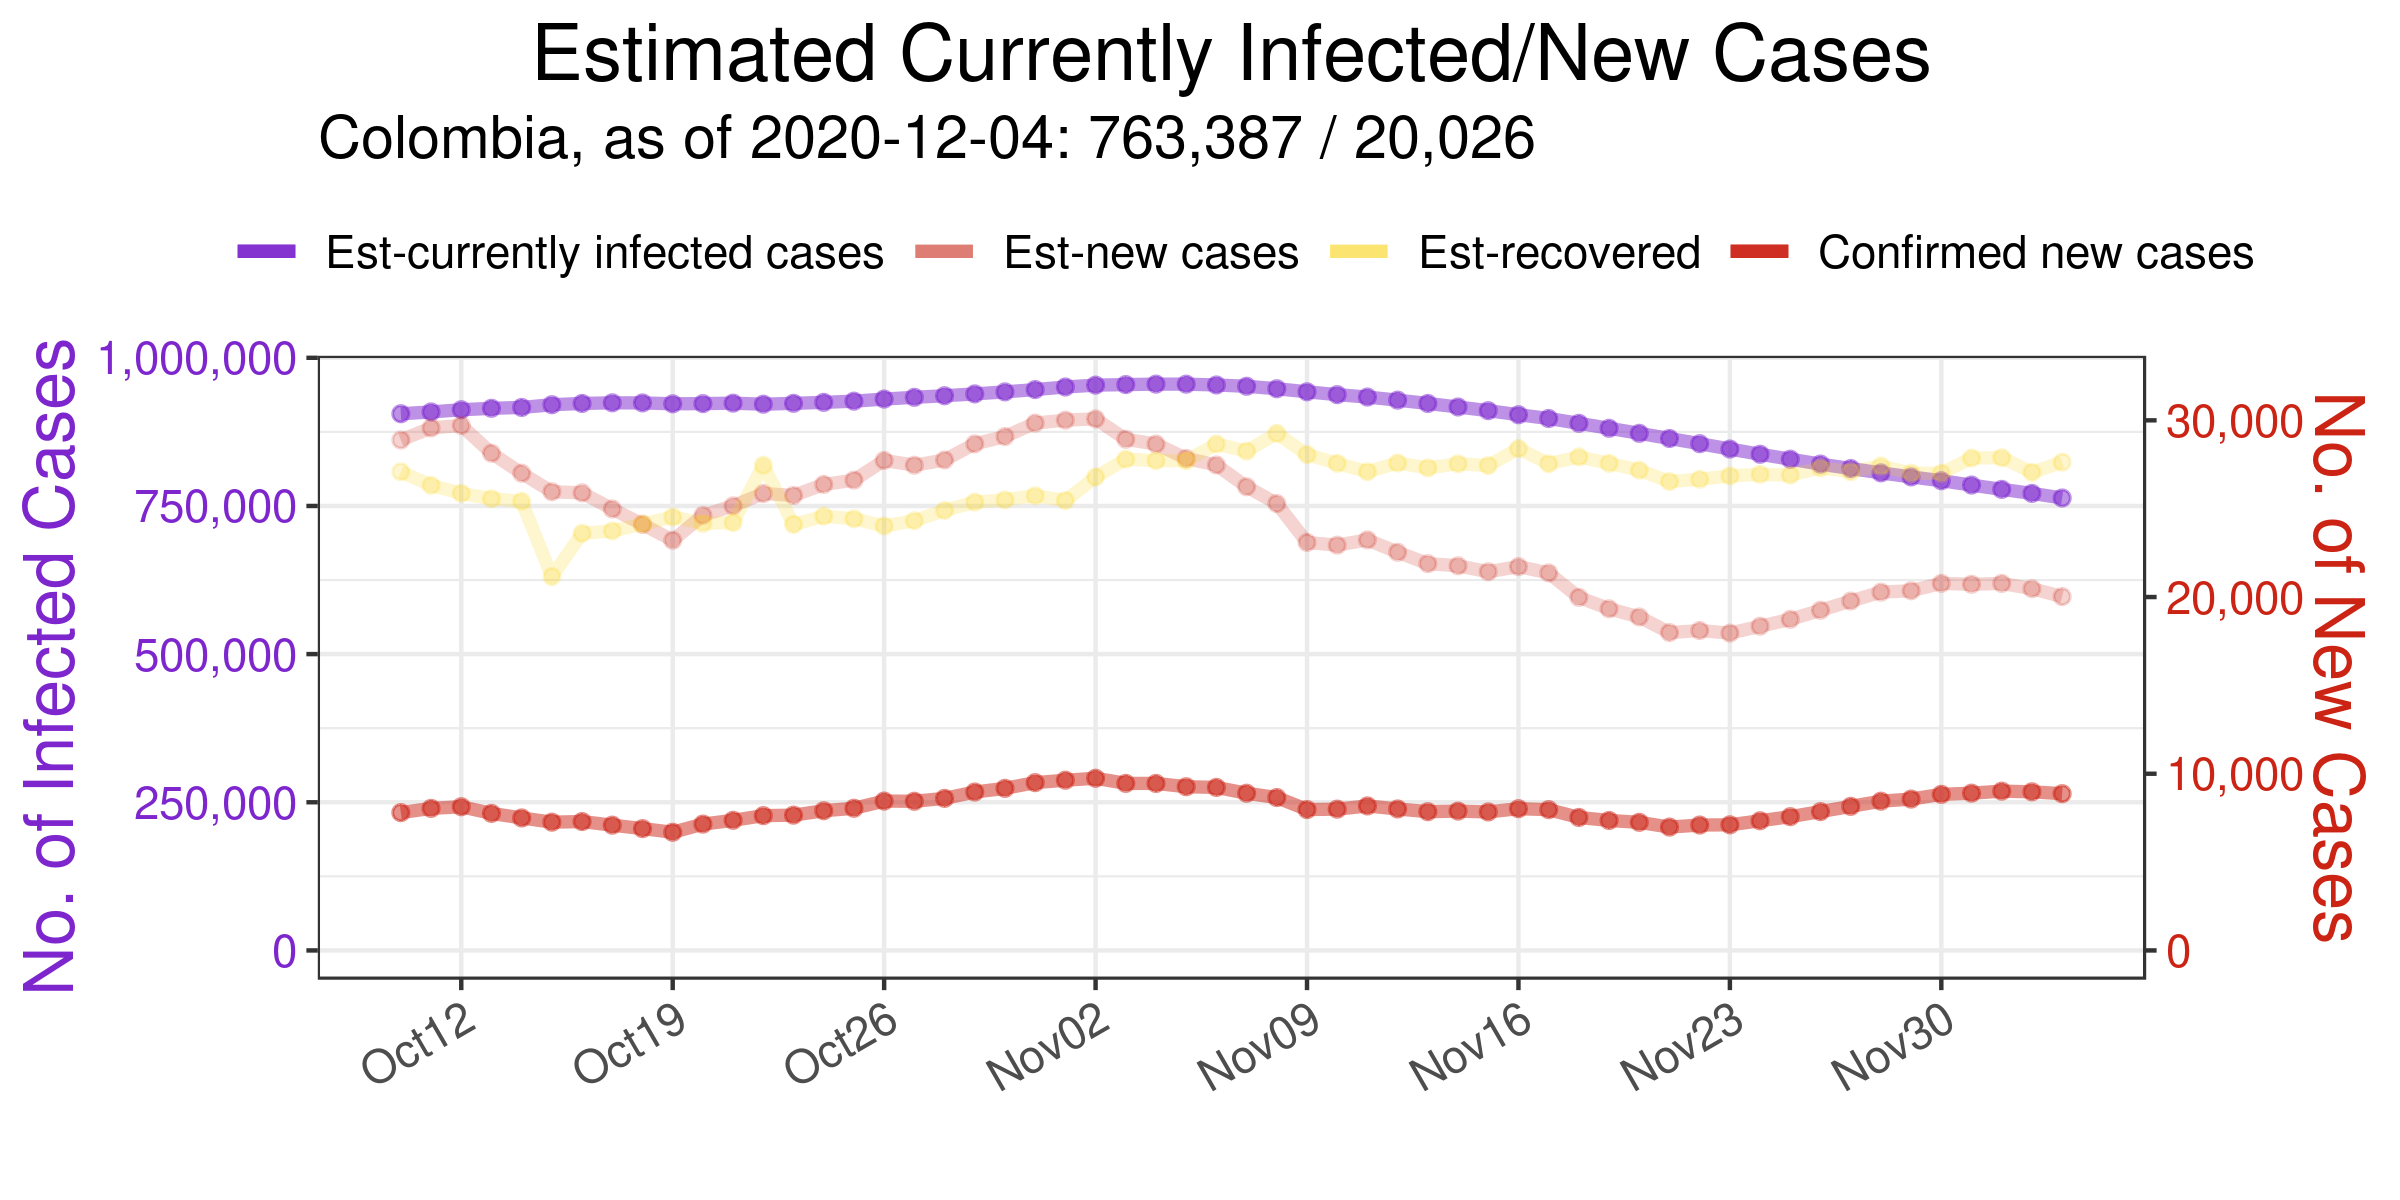 Estimated Currently Infected/New Cases
Colombia, as of 2020-12-04: 763,387 / 20,026
Est-currently infected cases Est-new cases Est-recovered Confirmed new cases
No. of Infected Cases
1,000,000
750,000
500,000
250,000
0
30,000
20,000
10,000
0
No. of New Cases
Oct12 Oct19 Oct26 Nov02 Nov09 Nov16 Nov23 Nov30